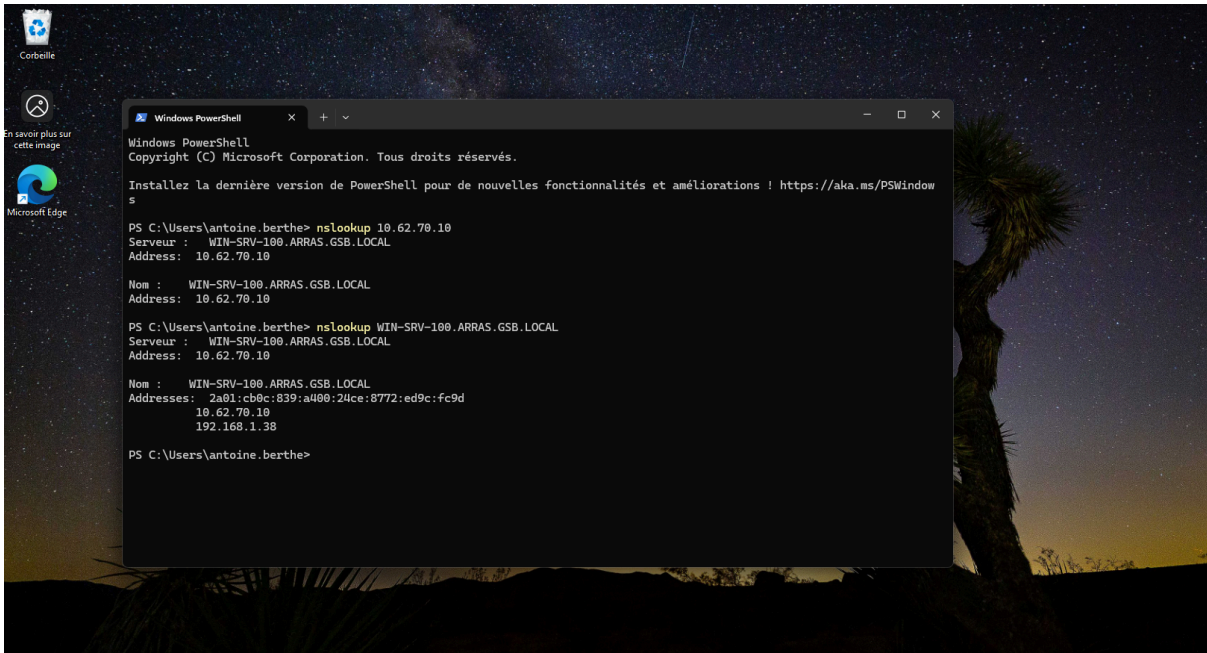 Corbeille
En savoir plus sur
cette image
Microsoft Edge
Windows PowerShell
Windows PowerShell
Copyright (C) Microsoft Corporation. Tous droits réservés.
Installez la dernière version de PowerShell pour de nouvelles fonctionnalités et améliorations ! https://aka.ms/PSWindow
s
PS C:\Users\antoine.berthe> nslookup 10.62.70.10
Serveur :   WIN-SRV-100.ARRAS.GSB.LOCAL
Address:  10.62.70.10
Nom :    WIN-SRV-100.ARRAS.GSB.LOCAL
Address:  10.62.70.10
PS C:\Users\antoine.berthe> nslookup WIN-SRV-100.ARRAS.GSB.LOCAL
Serveur :   WIN-SRV-100.ARRAS.GSB.LOCAL
Address:  10.62.70.10
Nom :    WIN-SRV-100.ARRAS.GSB.LOCAL
Addresses:  2a01:cb0c:839:a400:24ce:8772:ed9c:fc9d
10.62.70.10
192.168.1.38
PS C:\Users\antoine.berthe>